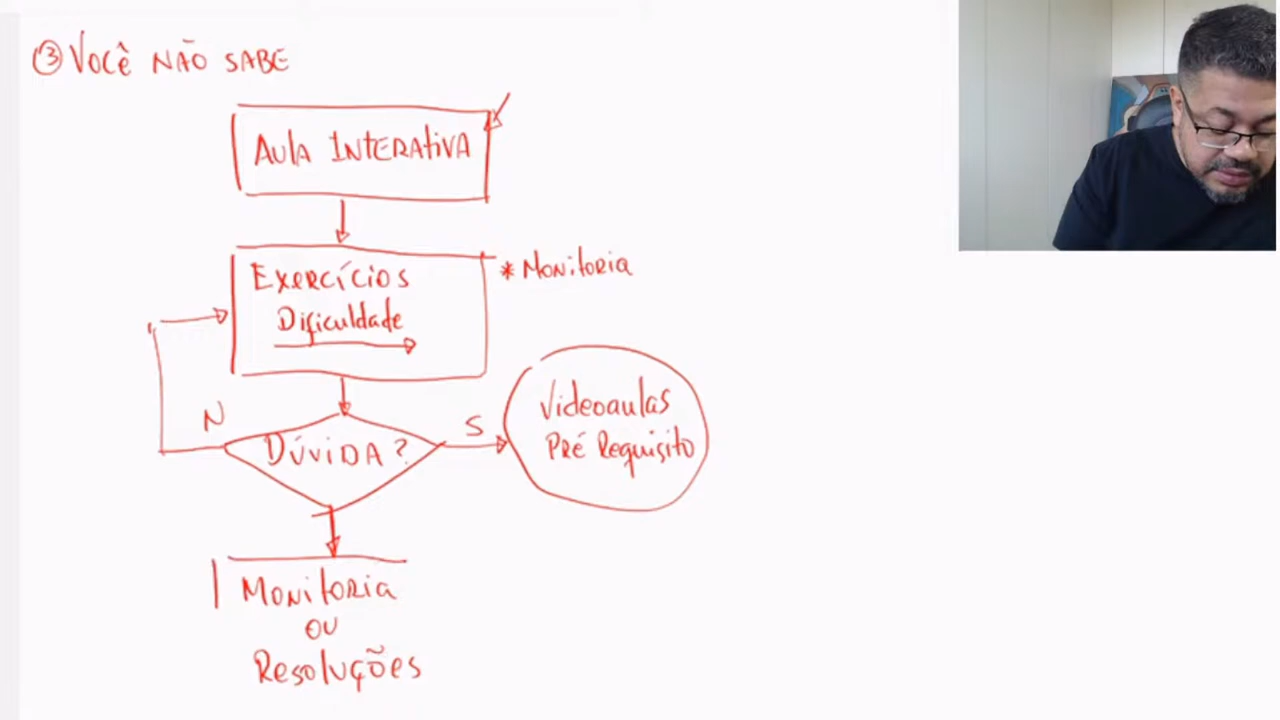 ③ Você NÃO SABE
AULA INTERATIVA
Exercícios
Dificuldade
* Monitoria
N
Dúvida?
S
Videoaulas
Pré Requisito
Monitoria
ou
Resoluções